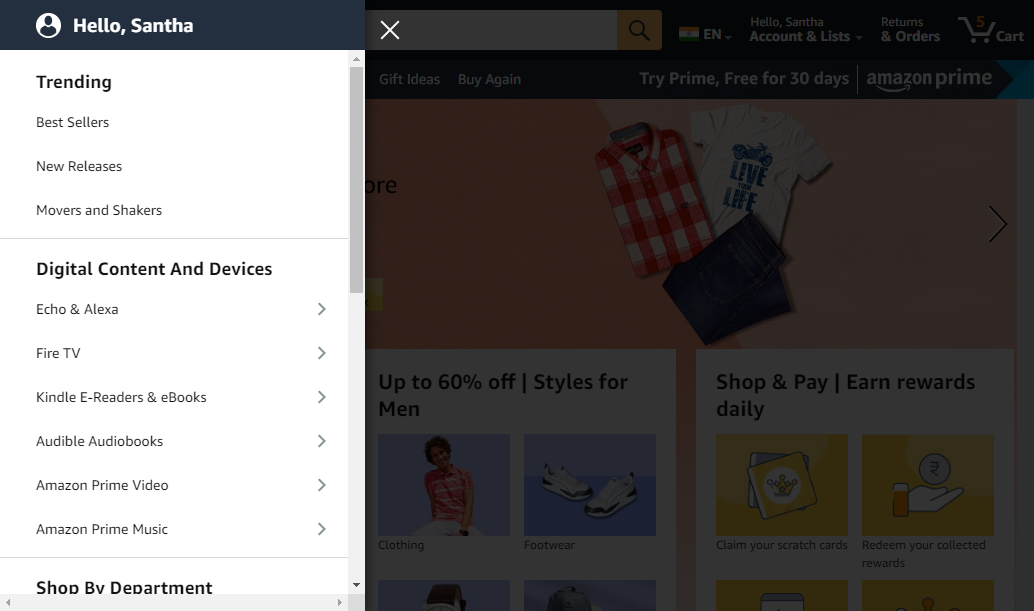 Hello, Santha
EN
Hello, Santha
Account & Lists
Returns
& Orders
5
Cart
Trending
Best Sellers
New Releases
Movers and Shakers
Digital Content And Devices
Echo & Alexa
Fire TV
Kindle E-Readers & eBooks
Audible Audiobooks
Amazon Prime Video
Amazon Prime Music
Shop By Department
Gift Ideas
Buy Again
Try Prime, Free for 30 days
amazon prime
ore
LIVE
YOUR
LIFE
Up to 60% off | Styles for
Men
Clothing
Footwear
Shop & Pay | Earn rewards
daily
Claim your scratch cards
Redeem your collected
rewards